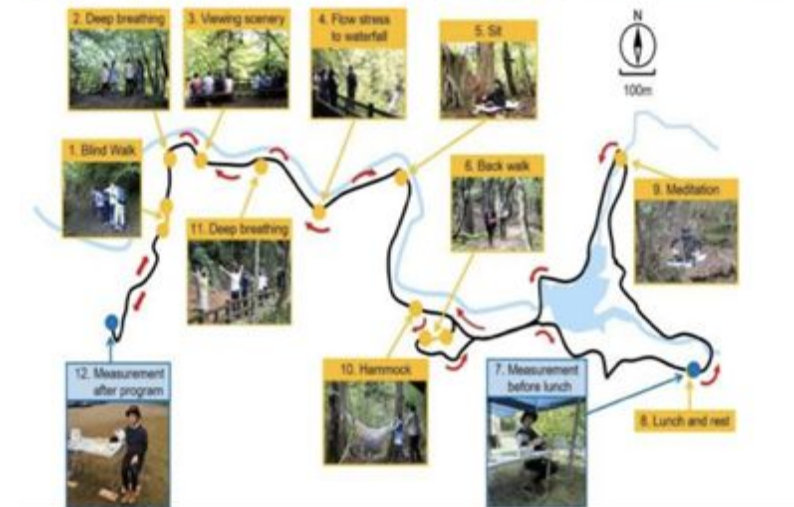 2. Deep breathing
3. Viewing scenery
4. Flow stress
to waterfall
5. Sit
N
100m
1. Blind Walk
6. Back walk
9. Meditation
11. Deep breathing
12. Measurement
after program
10. Hammock
7. Measurement
before lunch
8. Lunch and rest